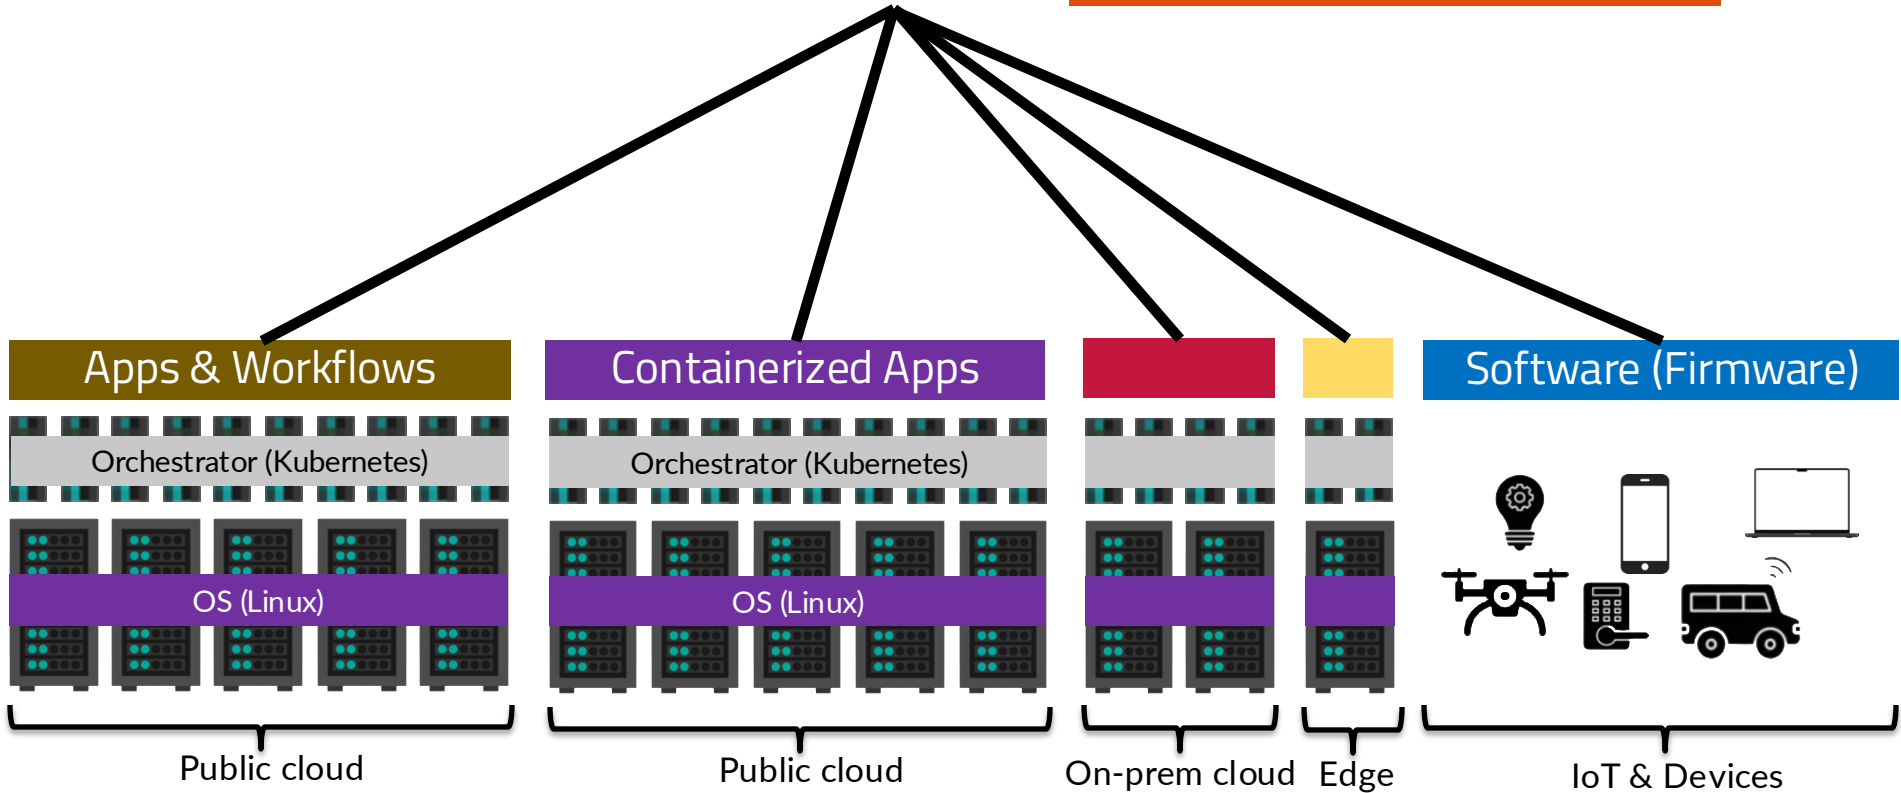 Apps & Workflows
Containerized Apps
Software (Firmware)
Orchestrator (Kubernetes)
Orchestrator (Kubernetes)
OS (Linux)
OS (Linux)
Public cloud
Public cloud
On-prem cloud
Edge
IoT & Devices